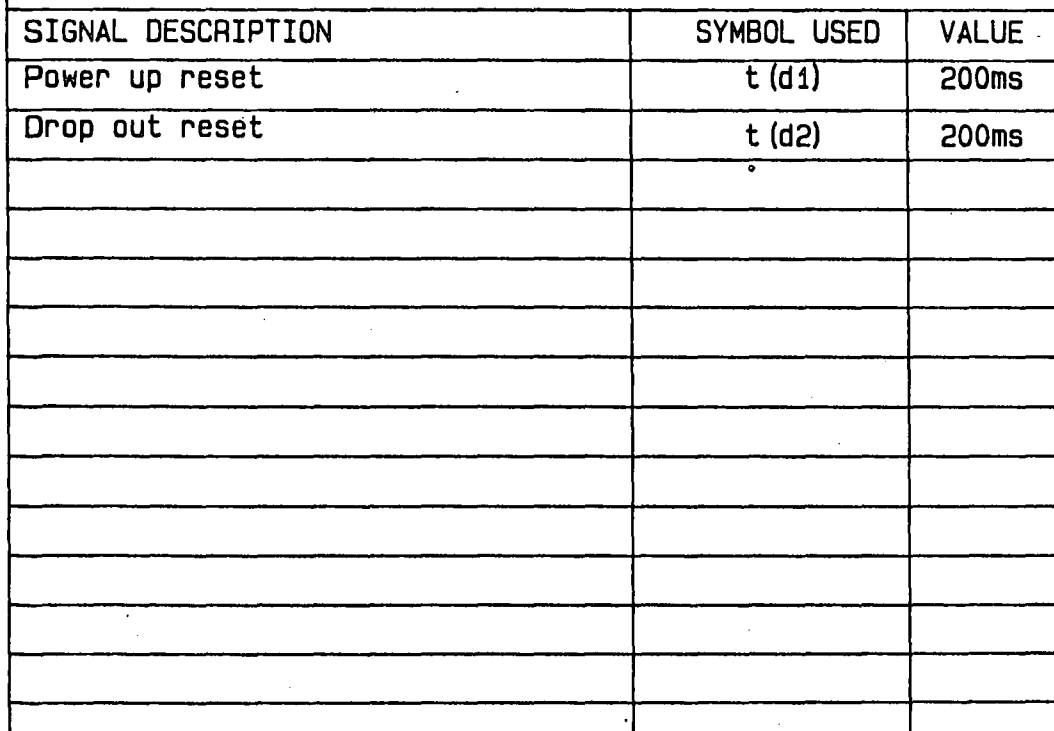 SIGNAL DESCRIPTION SYMBOL USED VALUE
Power up reset t(d1) 200ms
Drop out reset t(d2) 200ms